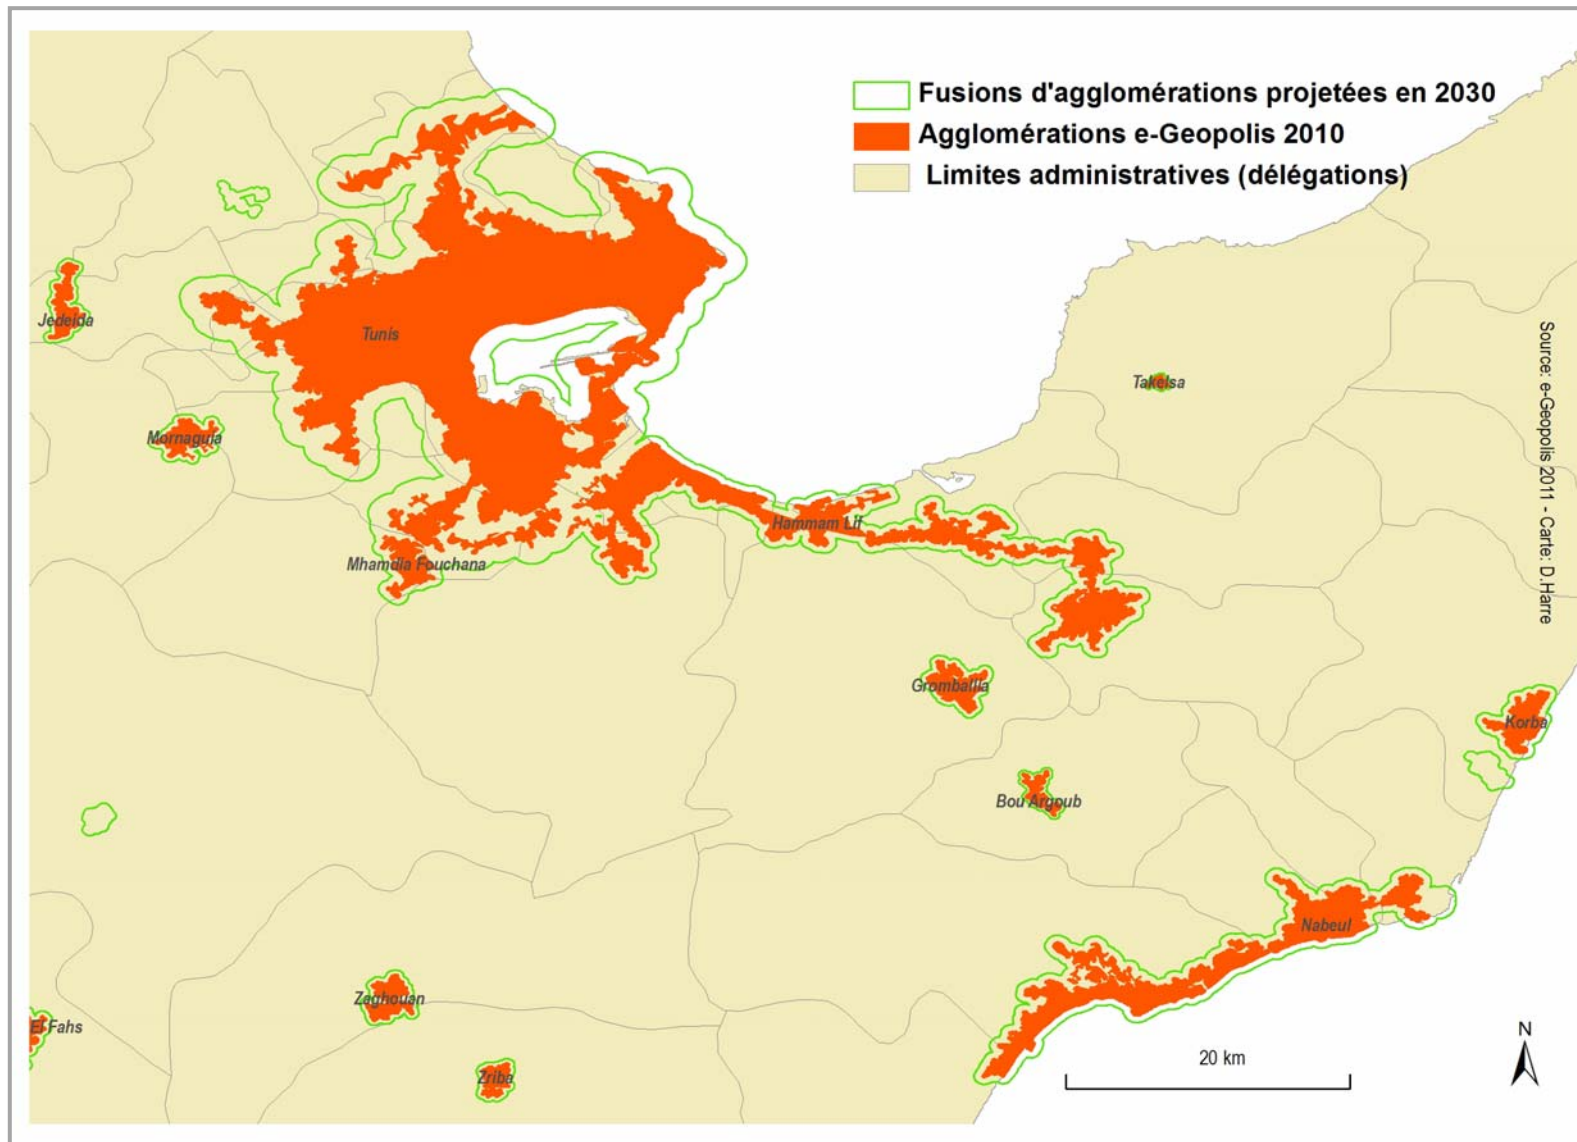 Fusions d'agglomérations projetées en 2030
Agglomérations e-Geopolis 2010
Limites administratives (délégations)
Jedeida
Tunis
Takelsa
Mornaguia
Hammam Lif
Mhamdia Fouchana
Grombalila
Korba
Bou Argoub
Nabeul
Zaghouan
El Fahs
Zriba
20 km
N
Source: e-Geopolis 2011 - Carte: D.Harre